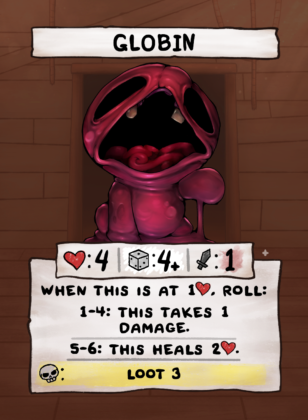 GLOBIN
:4 :4+ :1
WHEN THIS IS AT 1, ROLL:
1-4: THIS TAKES 1
DAMAGE.
5-6: THIS HEALS 2.
: LOOT 3